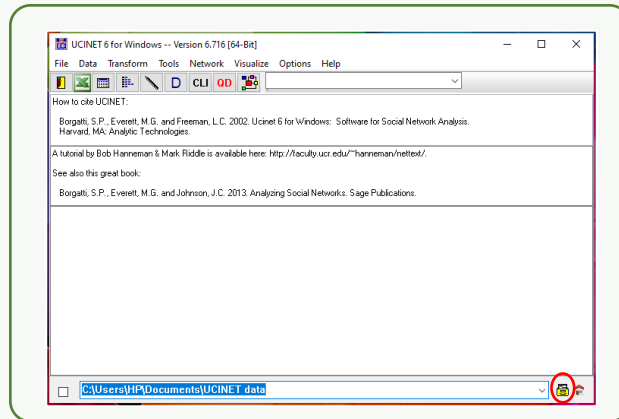 UCINET 6 for Windows -- Version 6.716 [64-Bit]
File Data Transform Tools Network Visualize Options Help
D CLI QD
How to cite UCINET:
Borgatti, S.P., Everett, M.G. and Freeman, L.C. 2002. Ucinet 6 for Windows: Software for Social Network Analysis.
Harvard, MA: Analytic Technologies.
A tutorial by Bob Hanneman & Mark Riddle is available here: http://faculty.ucr.edu/~hanneman/nettext/.
See also this great book:
Borgatti, S.P., Everett, M.G. and Johnson, J.C. 2013. Analyzing Social Networks. Sage Publications.
C:\Users\HP\Documents\UCINET data